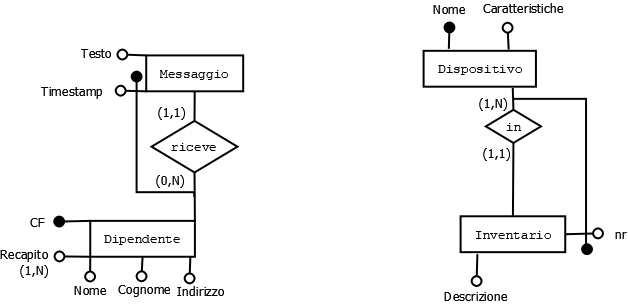 Nome
Caratteristiche
Testo
Messaggio
Dispositivo
Timestamp
(1,1)
(1,N)
riceve
in
(0,N)
(1,1)
CF
Dipendente
Inventario
nr
Recapito
(1,N)
Nome
Cognome
Indirizzo
Descrizione